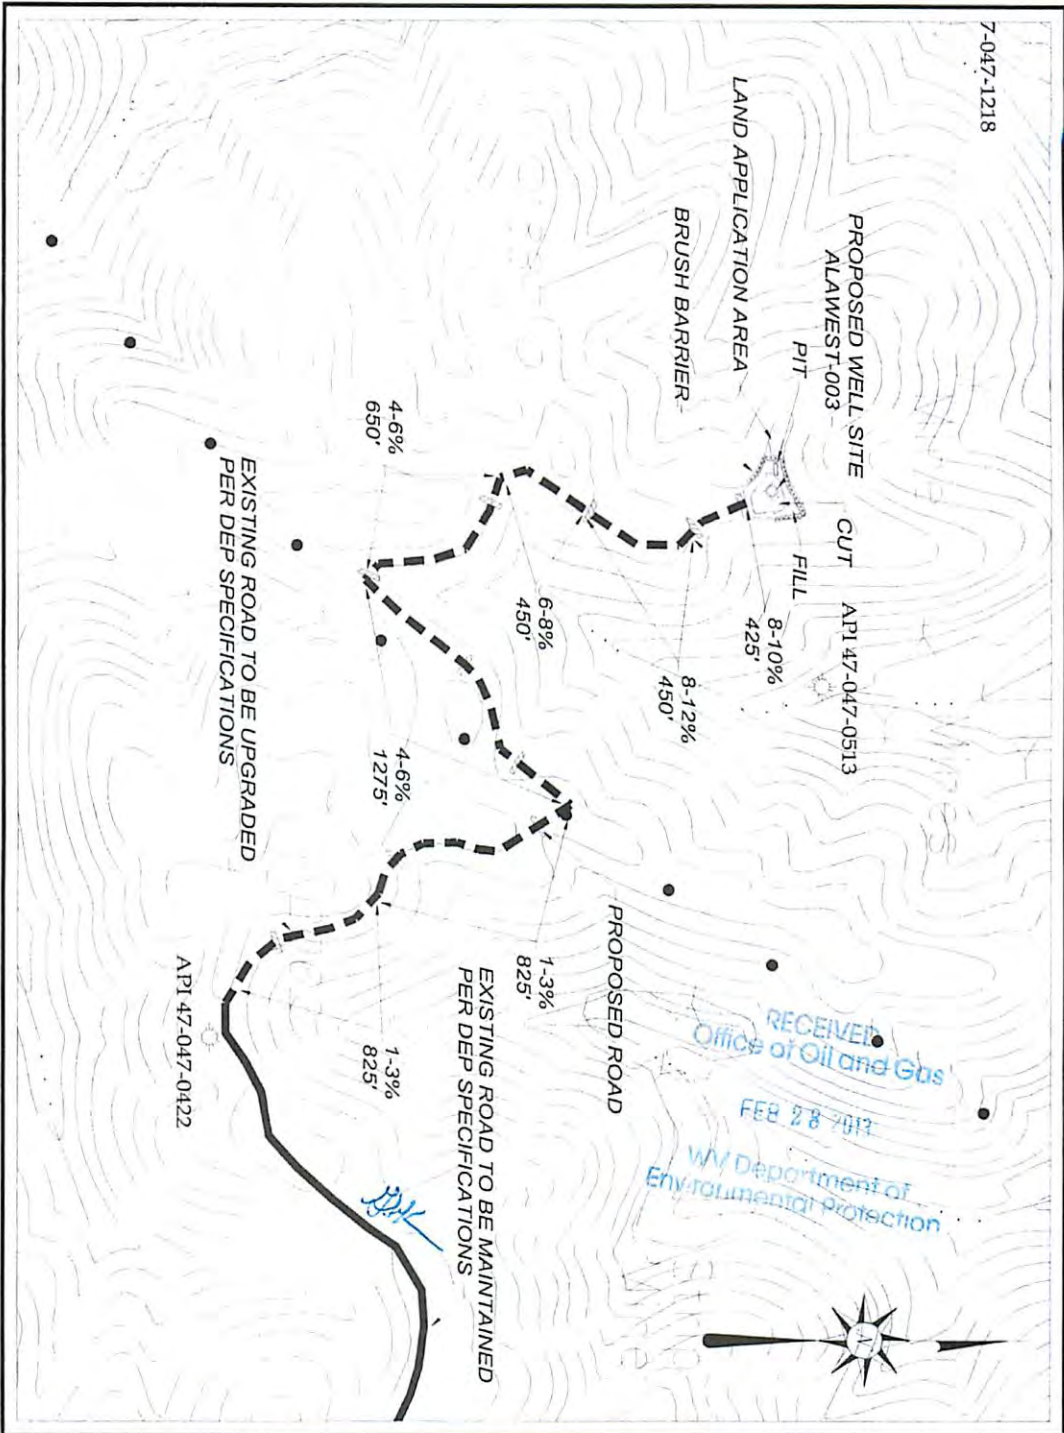 7-047-1218
PROPOSED WELL SITE
ALAWEST-003
PIT
LAND APPLICATION AREA
BRUSH BARRIER
CUT
FILL
API 47-047-0513
8-10%
425'
8-12%
450'
6-8%
450'
4-6%
650'
4-6%
1275'
EXISTING ROAD TO BE UPGRADED
PER DEP SPECIFICATIONS
PROPOSED ROAD
1-3%
825'
1-3%
825'
EXISTING ROAD TO BE MAINTAINED
PER DEP SPECIFICATIONS
API 47-047-0422
RECEIVED
Office of Oil and Gas
FEB 28 2013
WV Department of
Environmental Protection